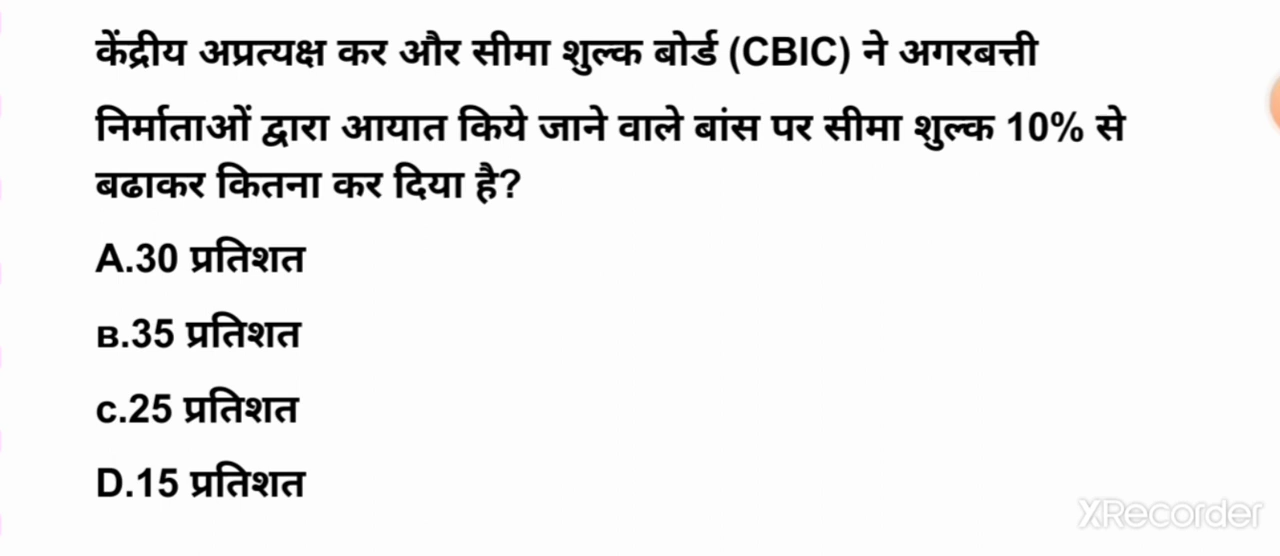 केंद्रीय अप्रत्यक्ष कर और सीमा शुल्क बोर्ड (CBIC) ने अगरबत्ती
निर्माताओं द्वारा आयात किये जाने वाले बांस पर सीमा शुल्क 10% से
बढाकर कितना कर दिया है?
A.30 प्रतिशत
B.35 प्रतिशत
C.25 प्रतिशत
D.15 प्रतिशत
XRecorder